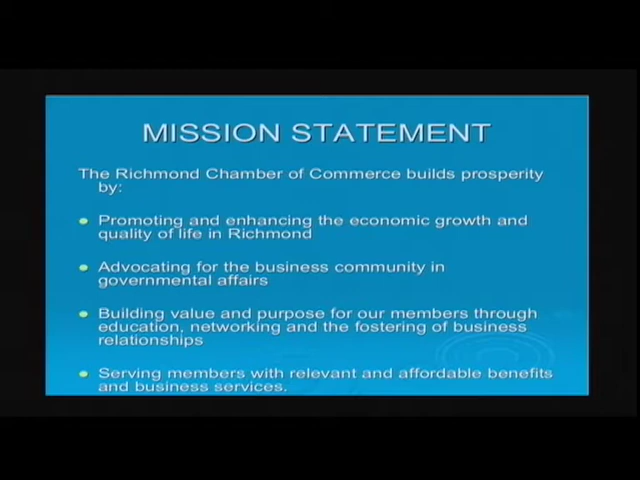 MISSION STATEMENT
The Richmond Chamber of Commerce builds prosperity
by:
Promoting and enhancing the economic growth and
quality of life in Richmond
Advocating for the business community in
governmental affairs
Building value and purpose for our members through
education, networking and the fostering of business
relationships
Serving members with relevant and affordable benefits
and business services.